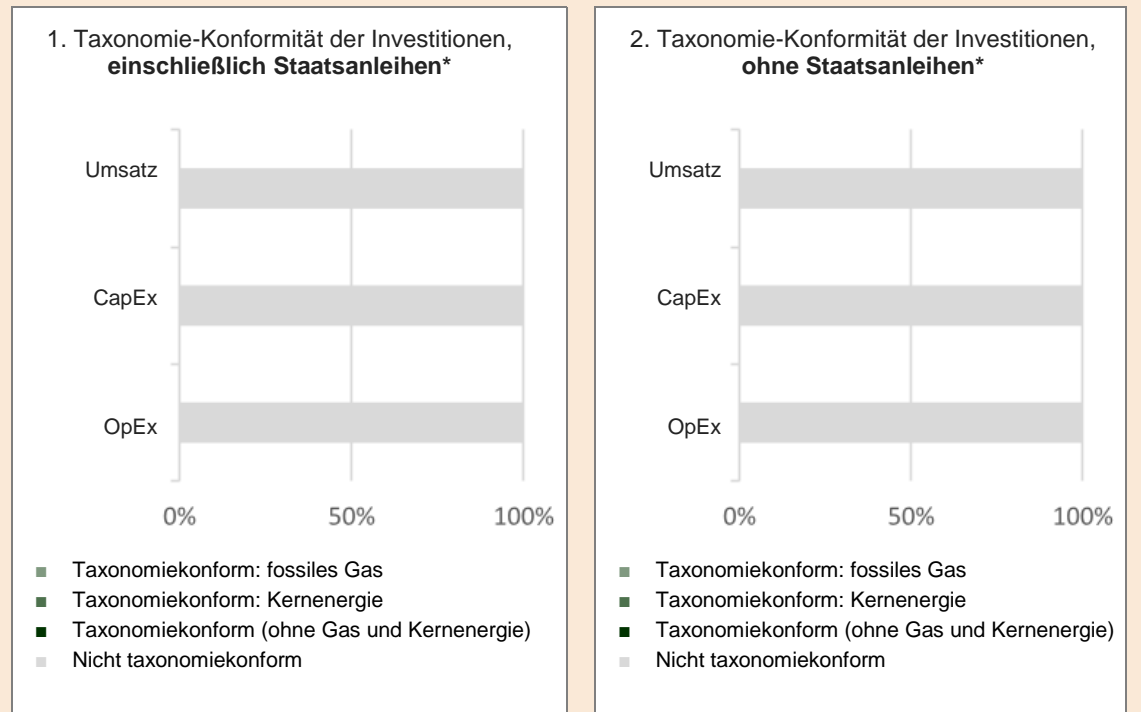 1. Taxonomie-Konformität der Investitionen,
einschließlich Staatsanleihen*
Umsatz
CapEx
OpEx
0% 50% 100%
Taxonomiekonform: fossiles Gas
Taxonomiekonform: Kernenergie
Taxonomiekonform (ohne Gas und Kernenergie)
Nicht taxonomiekonform
2. Taxonomie-Konformität der Investitionen,
ohne Staatsanleihen*
Umsatz
CapEx
OpEx
0% 50% 100%
Taxonomiekonform: fossiles Gas
Taxonomiekonform: Kernenergie
Taxonomiekonform (ohne Gas und Kernenergie)
Nicht taxonomiekonform